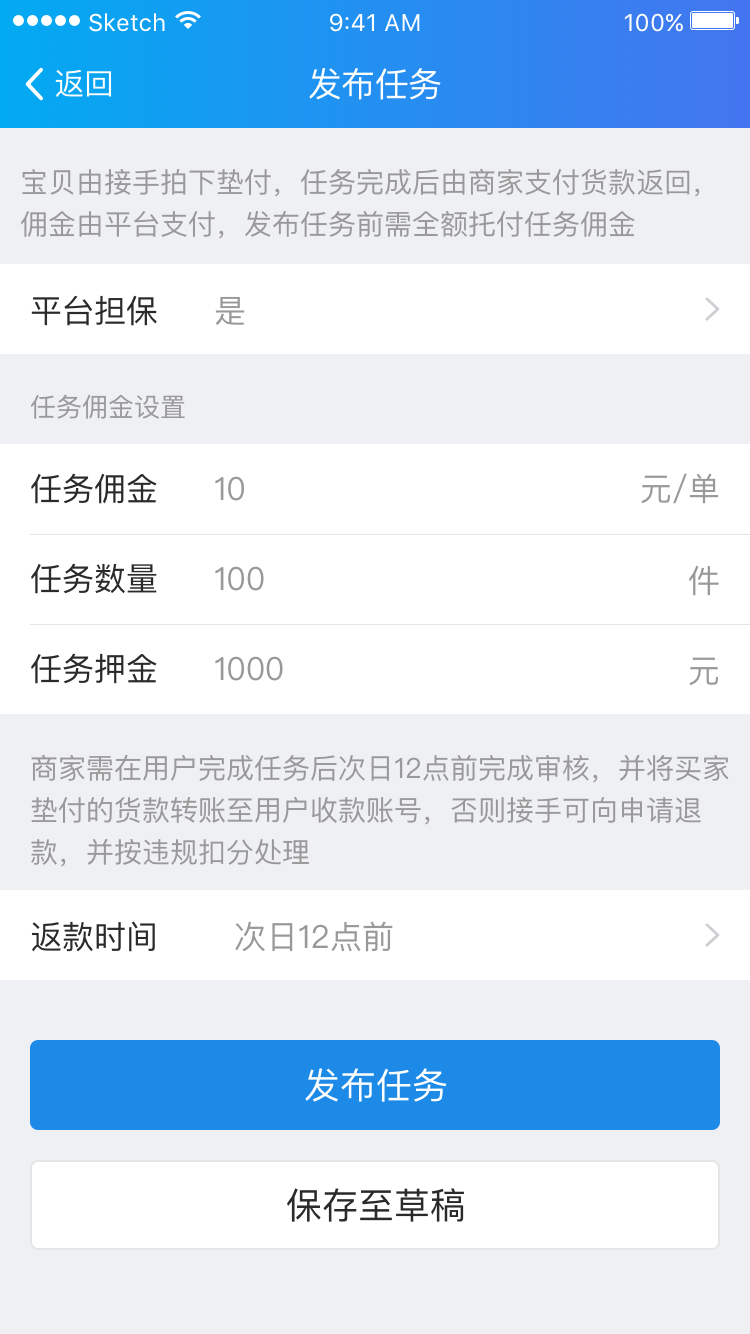 Sketch 9:41 AM 100%
返回 发布任务
宝贝由接手拍下垫付，任务完成后由商家支付货款返回，
佣金由平台支付，发布任务前需全额托付任务佣金
平台担保 是
任务佣金设置
任务佣金 10 元/单
任务数量 100 件
任务押金 1000 元
商家需在用户完成任务后次日12点前完成审核，并将买家
垫付的货款转账至用户收款账号，否则接手可向申请退
款，并按违规扣分处理
返款时间 次日12点前
发布任务
保存至草稿